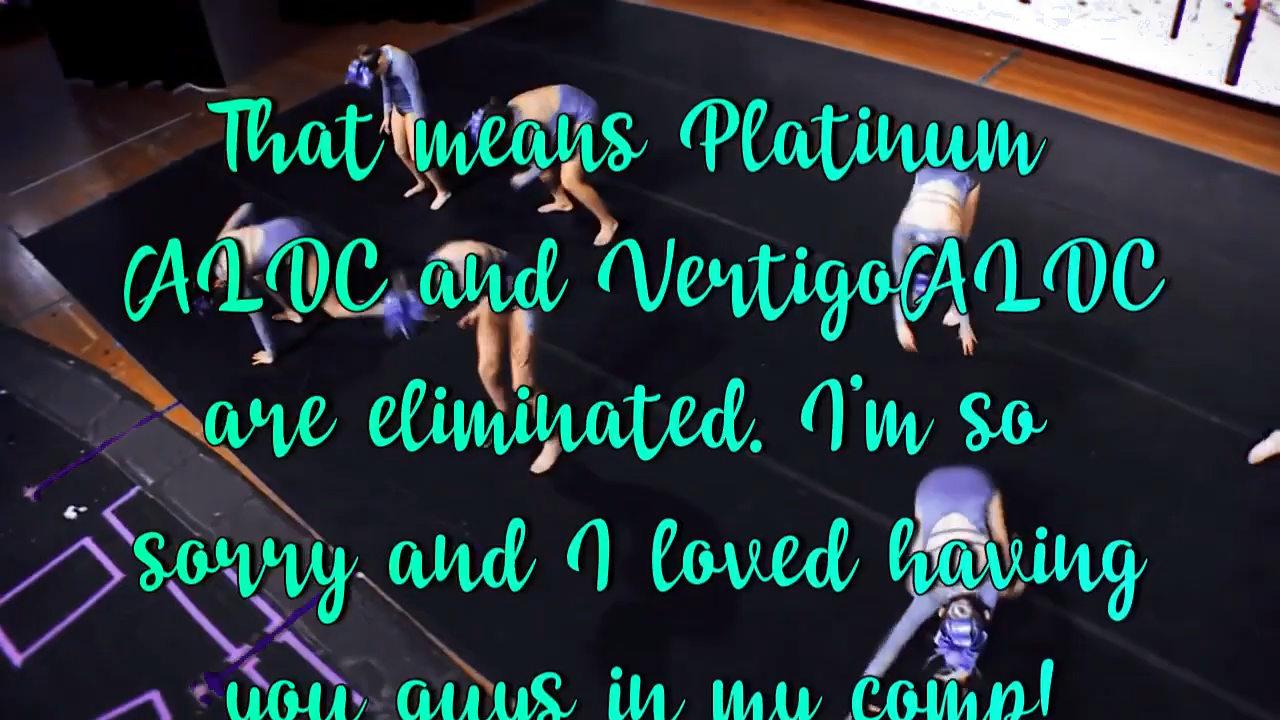 That means Platinum
ALDC and VertigoALDC
are eliminated. I'm so
sorry and I loved having
you guys in my comp!